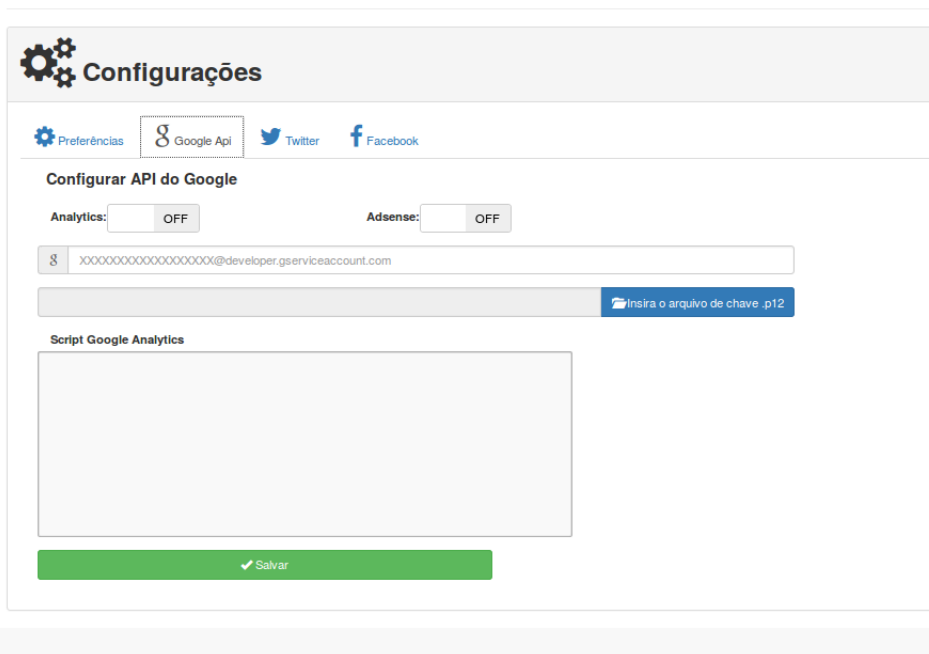 Configurações
Preferências
Google Api
Twitter
Facebook
Configurar API do Google
Analytics: OFF Adsense: OFF
XXXXXXXXXXXXXXXXXX@developer.gserviceaccount.com
Insira o arquivo de chave .p12
Script Google Analytics
Salvar